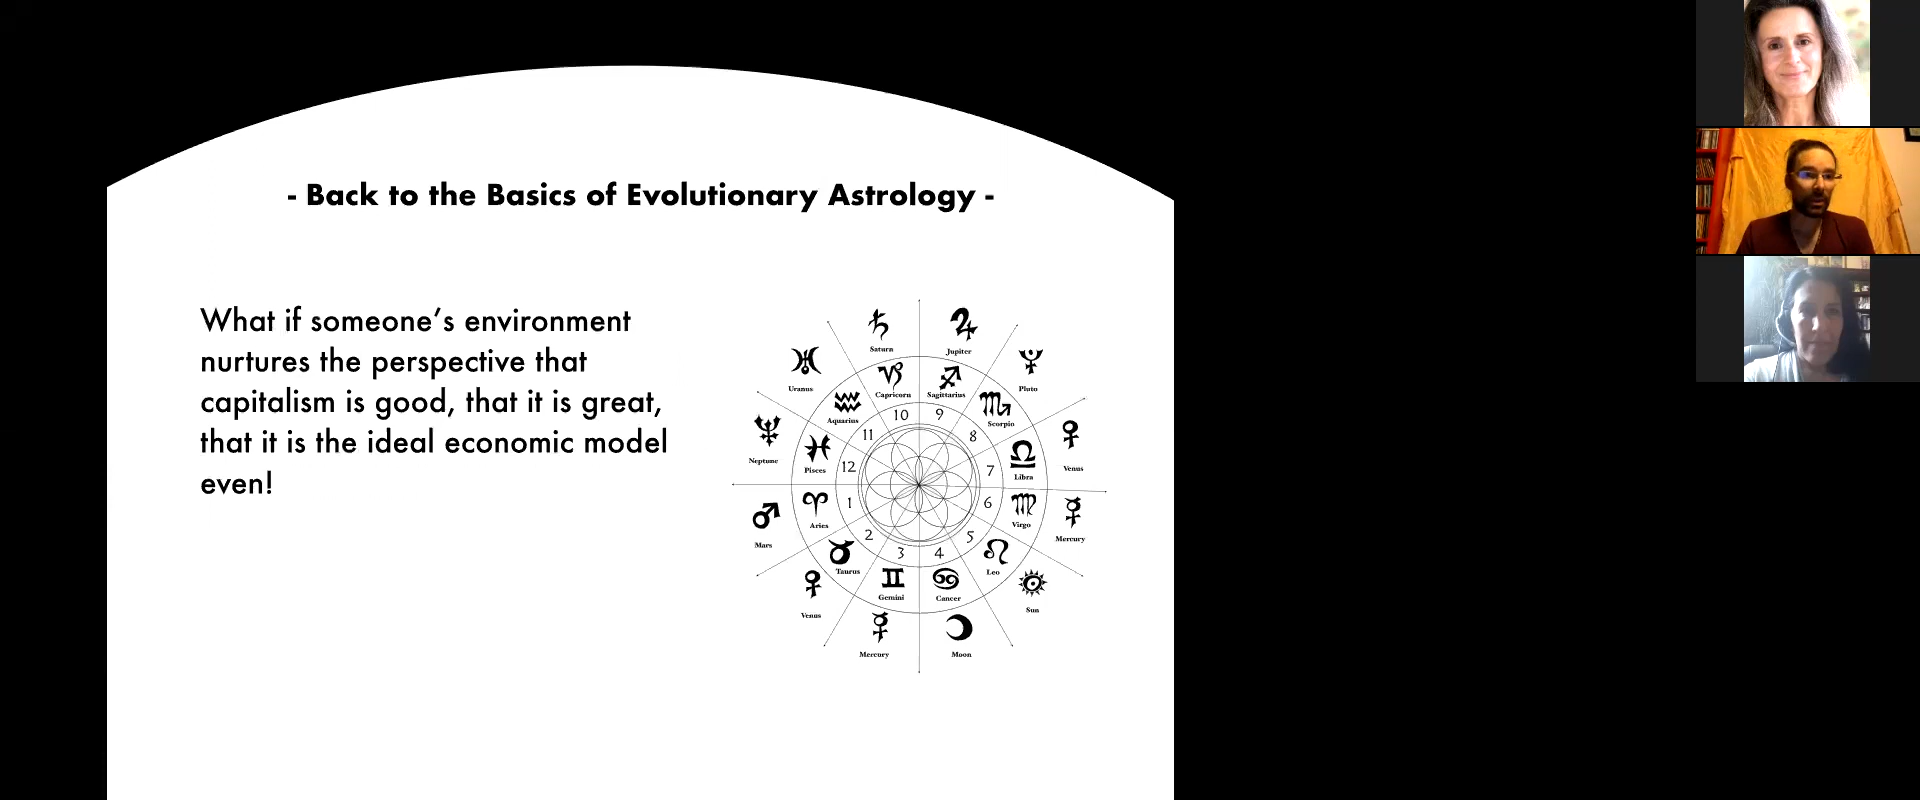 - Back to the Basics of Evolutionary Astrology -
What if someone’s environment
nurtures the perspective that
capitalism is good, that it is great,
that it is the ideal economic model
even!
Saturn
Jupiter
Uranus
Pluto
Capricorn
Sagittarius
Aquarius
Scorpio
10
9
11
8
Neptune
Pisces
12
7
Libra
Venus
Mars
Aries
1
6
Virgo
Mercury
2
5
3
4
Taurus
Leo
Gemini
Cancer
Venus
Sun
Mercury
Moon